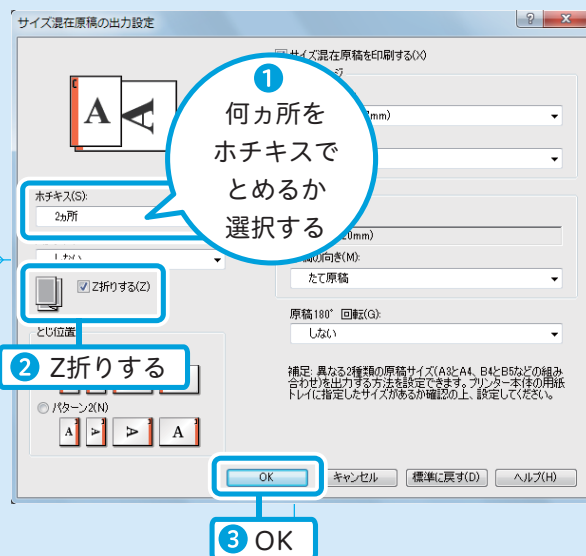 サイズ混在原稿の出力設定
サイズ混在原稿を印刷する(X)
1
何ヵ所を
ホチキスで
とめるか
選択する
mm)
A A
ホチキス(S):
2ヵ所
しない
20mm)
の向き(M):
たて原稿
Z折りする(Z)
原稿180° 回転(G):
しない
とじ位置
2 Z折りする
補足: 異なる2種類の原稿サイズ(A3とA4、B4とB5などの組み
合わせ)を出力する方法を設定できます。プリンター本体の用紙
トレイに指定したサイズがあるか確認の上、設定してください。
パターン2(N)
A A A A
OK キャンセル 標準に戻す(D) ヘルプ(H)
3 OK